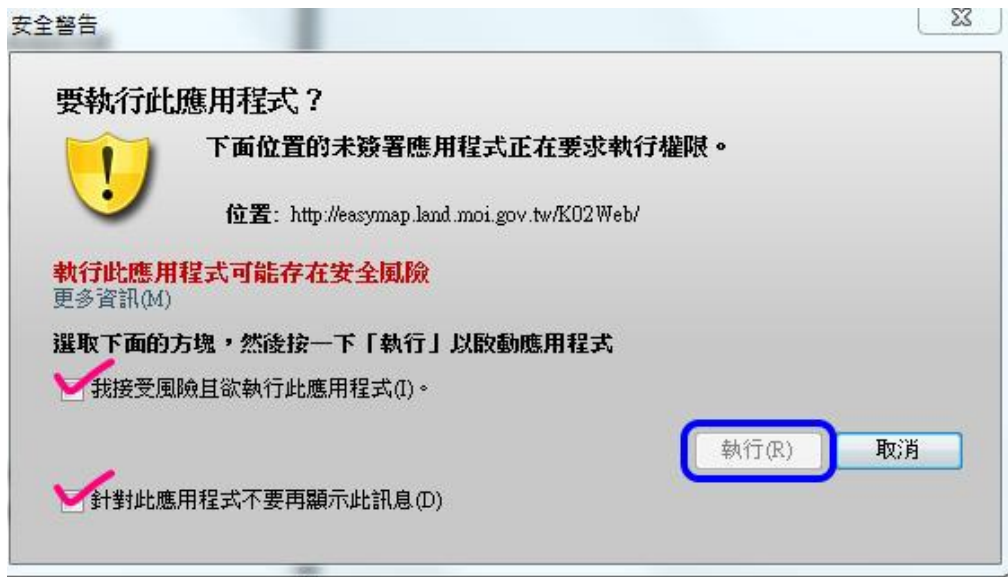 安全警告
要執行此應用程式？
下面位置的未簽署應用程式正在要求執行權限。
位置: http://easymap.land.moi.gov.tw/K02Web/
執行此應用程式可能存在安全風險
更多資訊(M)
選取下面的方塊，然後按一下「執行」以啟動應用程式
我接受風險且欲執行此應用程式(I)。
執行(R) 取消
針對此應用程式不要再顯示此訊息(D)